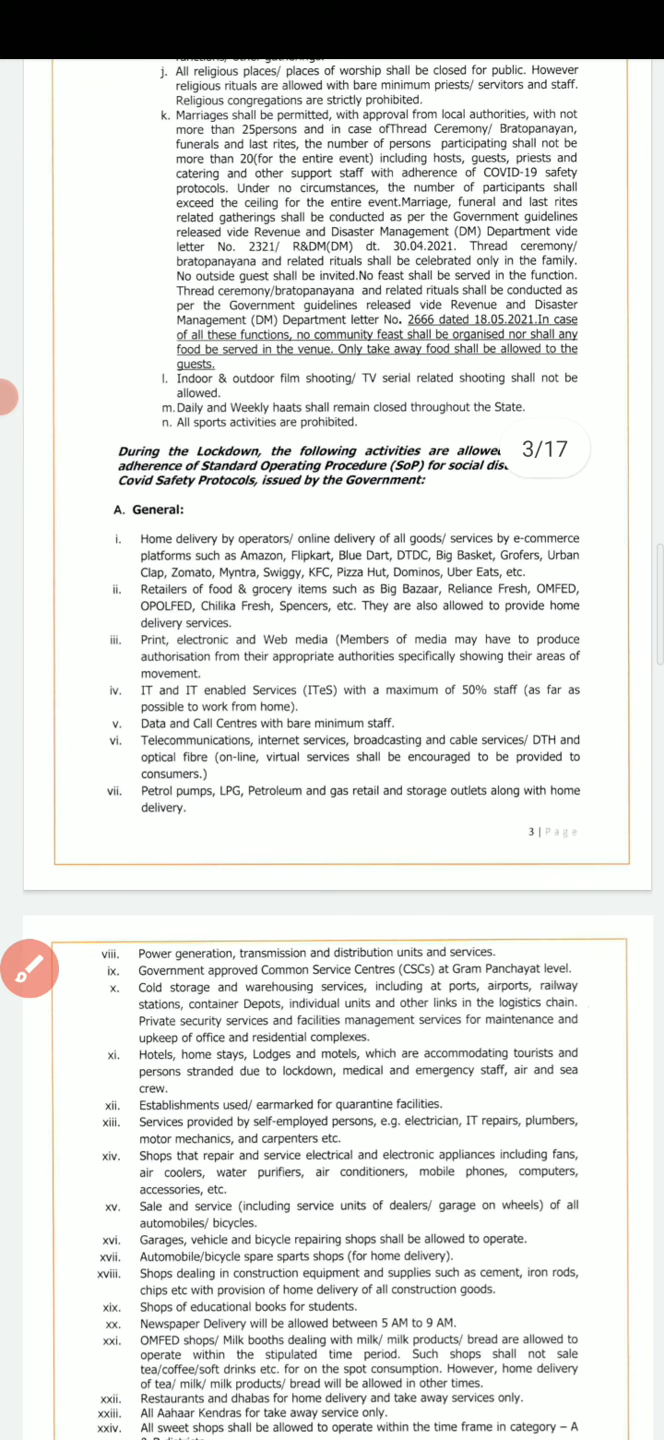 j. All religious places/ places of worship shall be closed for public. However
religious rituals are allowed with bare minimum priests/ servitors and staff.
Religious congregations are strictly prohibited.
k. Marriages shall be permitted, with approval from local authorities, with not
more than 25persons and in case ofThread Ceremony/ Bratopanayan,
funerals and last rites, the number of persons participating shall not be
more than 20(for the entire event) including hosts, guests, priests and
catering and other support staff with adherence of COVID-19 safety
protocols. Under no circumstances, the number of participants shall
exceed the ceiling for the entire event.Marriage, funeral and last rites
related gatherings shall be conducted as per the Government guidelines
released vide Revenue and Disaster Management (DM) Department vide
letter No. 2321/ R&DM(DM) dt. 30.04.2021. Thread ceremony/
bratopanayana and related rituals shall be celebrated only in the family.
No outside guest shall be invited.No feast shall be served in the function.
Thread ceremony/bratopanayana and related rituals shall be conducted as
per the Government guidelines released vide Revenue and Disaster
Management (DM) Department letter No. 2666 dated 18.05.2021.In case
of all these functions, no community feast shall be organised nor shall any
food be served in the venue. Only take away food shall be allowed to the
guests.
l. Indoor & outdoor film shooting/ TV serial related shooting shall not be
allowed.
m.Daily and Weekly haats shall remain closed throughout the State.
n. All sports activities are prohibited.
During the Lockdown, the following activities are
3/17
adherence of Standard Operating Procedure (SoP) for social
Covid Safety Protocols, issued by the Government:
A. General:
i. Home delivery by operators/ online delivery of all goods/ services by e-commerce
platforms such as Amazon, Flipkart, Blue Dart, DTDC, Big Basket, Grofers, Urban
Clap, Zomato, Myntra, Swiggy, KFC, Pizza Hut, Dominos, Uber Eats, etc.
ii. Retailers of food & grocery items such as Big Bazaar, Reliance Fresh, OMFED,
OPOLFED, Chilika Fresh, Spencers, etc. They are also allowed to provide home
delivery services.
iii. Print, electronic and Web media (Members of media may have to produce
authorisation from their appropriate authorities specifically showing their areas of
movement.
iv. IT and IT enabled Services (ITeS) with a maximum of 50% staff (as far as
possible to work from home).
v. Data and Call Centres with bare minimum staff.
vi. Telecommunications, internet services, broadcasting and cable services/ DTH and
optical fibre (on-line, virtual services shall be encouraged to be provided to
consumers.)
vii. Petrol pumps, LPG, Petroleum and gas retail and storage outlets along with home
delivery.
3 | Page
viii. Power generation, transmission and distribution units and services.
ix. Government approved Common Service Centres (CSCs) at Gram Panchayat level.
x. Cold storage and warehousing services, including at ports, airports, railway
stations, container Depots, individual units and other links in the logistics chain.
Private security services and facilities management services for maintenance and
upkeep of office and residential complexes.
xi. Hotels, home stays, Lodges and motels, which are accommodating tourists and
persons stranded due to lockdown, medical and emergency staff, air and sea
crew.
xii. Establishments used/ earmarked for quarantine facilities.
xiii. Services provided by self-employed persons, e.g. electrician, IT repairs, plumbers,
motor mechanics, and carpenters etc.
xiv. Shops that repair and service electrical and electronic appliances including fans,
air coolers, water purifiers, air conditioners, mobile phones, computers,
accessories, etc.
xv. Sale and service (including service units of dealers/ garage on wheels) of all
automobiles/ bicycles.
xvi. Garages, vehicle and bicycle repairing shops shall be allowed to operate.
xvii. Automobile/bicycle spare sparts shops (for home delivery).
xviii. Shops dealing in construction equipment and supplies such as cement, iron rods,
chips etc with provision of home delivery of all construction goods.
xix. Shops of educational books for students.
xx. Newspaper Delivery will be allowed between 5 AM to 9 AM.
xxi. OMFED shops/ Milk booths dealing with milk/ milk products/ bread are allowed to
operate within the stipulated time period. Such shops shall not sale
tea/coffee/soft drinks etc. for on the spot consumption. However, home delivery
of tea/ milk/ milk products/ bread will be allowed in other times.
xxii. Restaurants and dhabas for home delivery and take away services only.
xxiii. All Aahaar Kendras for take away service only.
xxiv. All sweet shops shall be allowed to operate within the time frame in category – A